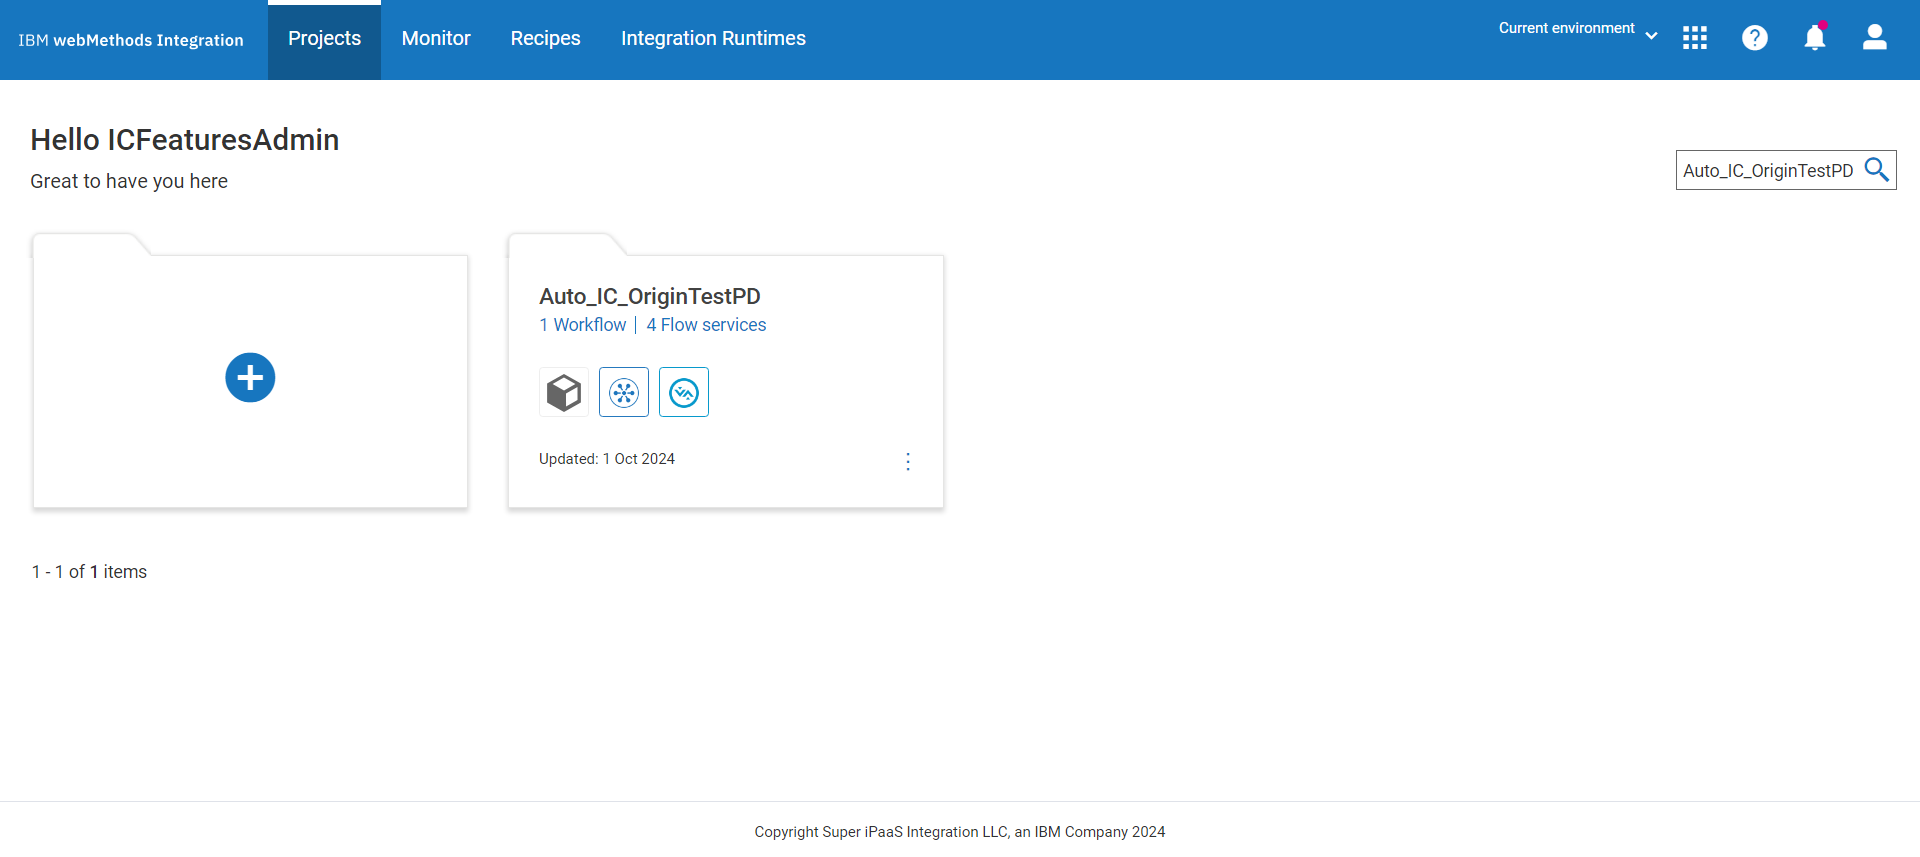 IBM webMethods Integration
Projects
Monitor
Recipes
Integration Runtimes
Current environment
Hello ICFeaturesAdmin
Great to have you here
Auto_IC_OriginTestPD
Auto_IC_OriginTestPD
1 Workflow | 4 Flow services
Updated: 1 Oct 2024
1 - 1 of 1 items
Copyright Super iPaaS Integration LLC, an IBM Company 2024